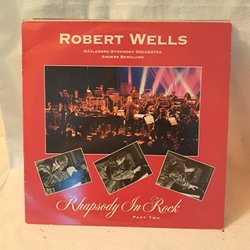 ROBERT WELLS
GÄVLEBORG SYMPHONY ORCHESTRA
ANDERS BERGLUND
Rhapsody In Rock
PART TWO